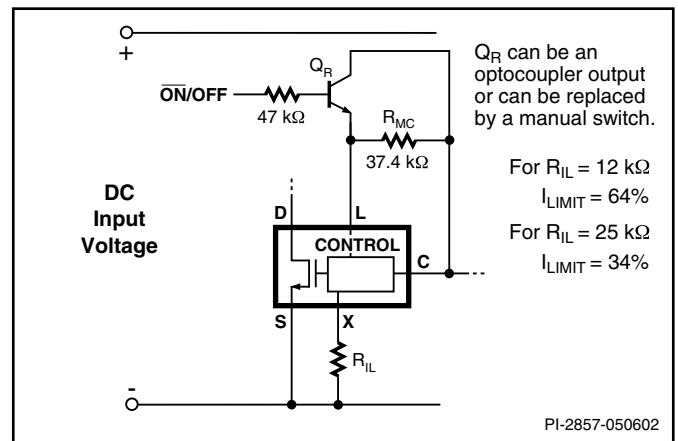 +
Q_R
Q_R can be an
optocoupler output
or can be replaced
by a manual switch.
O̅N̅/OFF
47 kΩ
R_MC
37.4 kΩ
For R_IL = 12 kΩ
I_LIMIT = 64%
For R_IL = 25 kΩ
I_LIMIT = 34%
DC
Input
Voltage
D
L
CONTROL
C
S
X
R_IL
-
PI-2857-050602